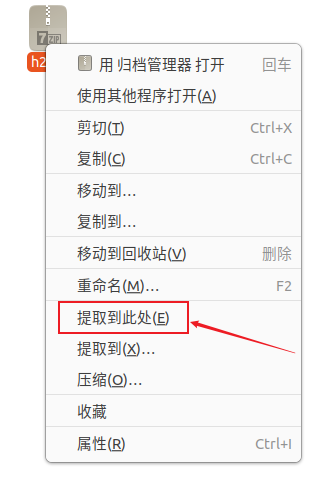 7 ZIP
h2
用 归档管理器 打开 回车
使用其他程序打开(A)
剪切(T) Ctrl+X
复制(C) Ctrl+C
移动到…
复制到…
移动到回收站(V) 删除
重命名(M)… F2
提取到此处(E)
提取到(X)…
压缩(O)…
收藏
属性(R) Ctrl+I